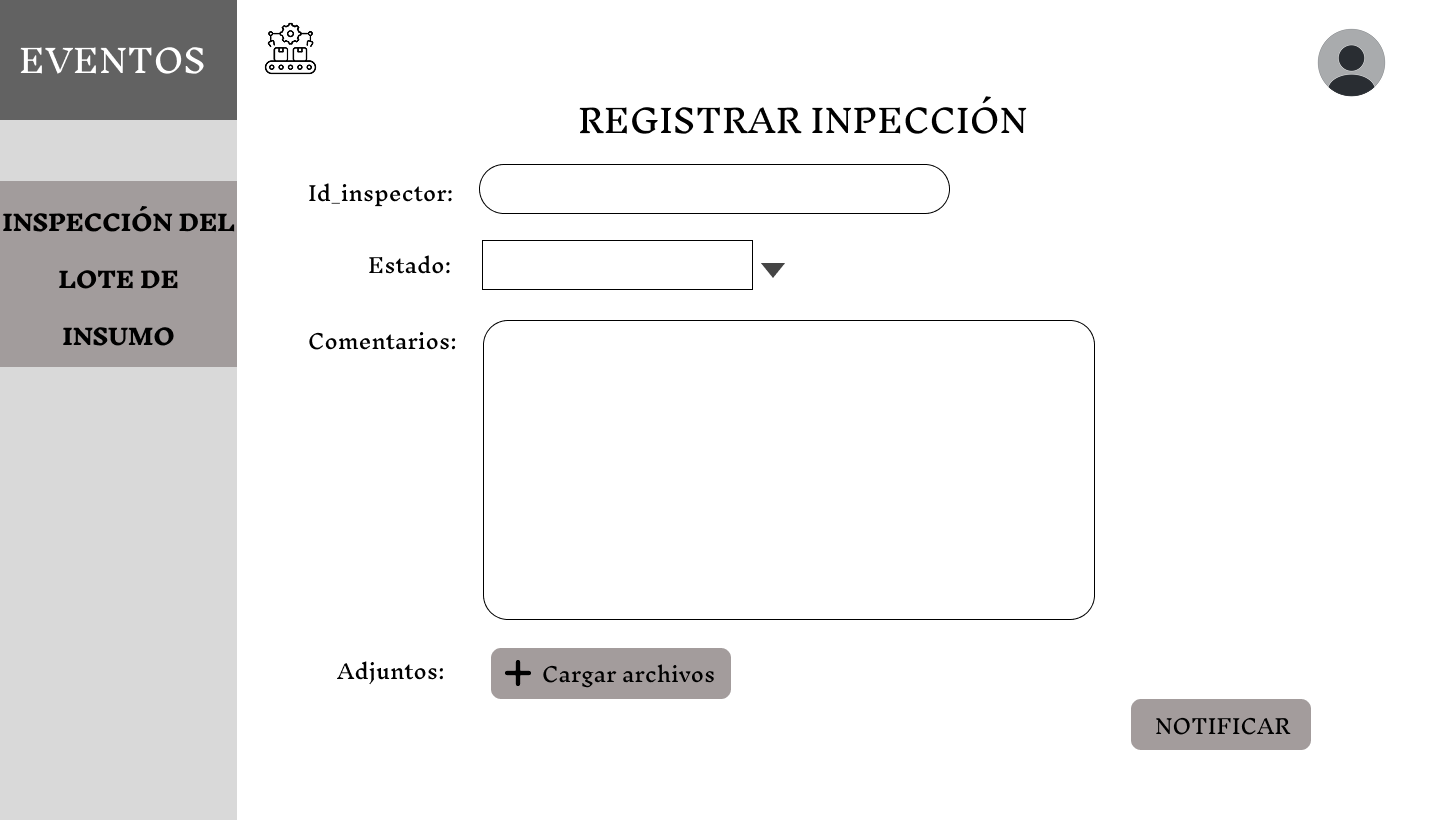 EVENTOS
INSPECCIÓN DEL
LOTE DE
INSUMO
REGISTRAR INPECCIÓN
Id_inspector:
Estado:
Comentarios:
Adjuntos:
Cargar archivos
NOTIFICAR